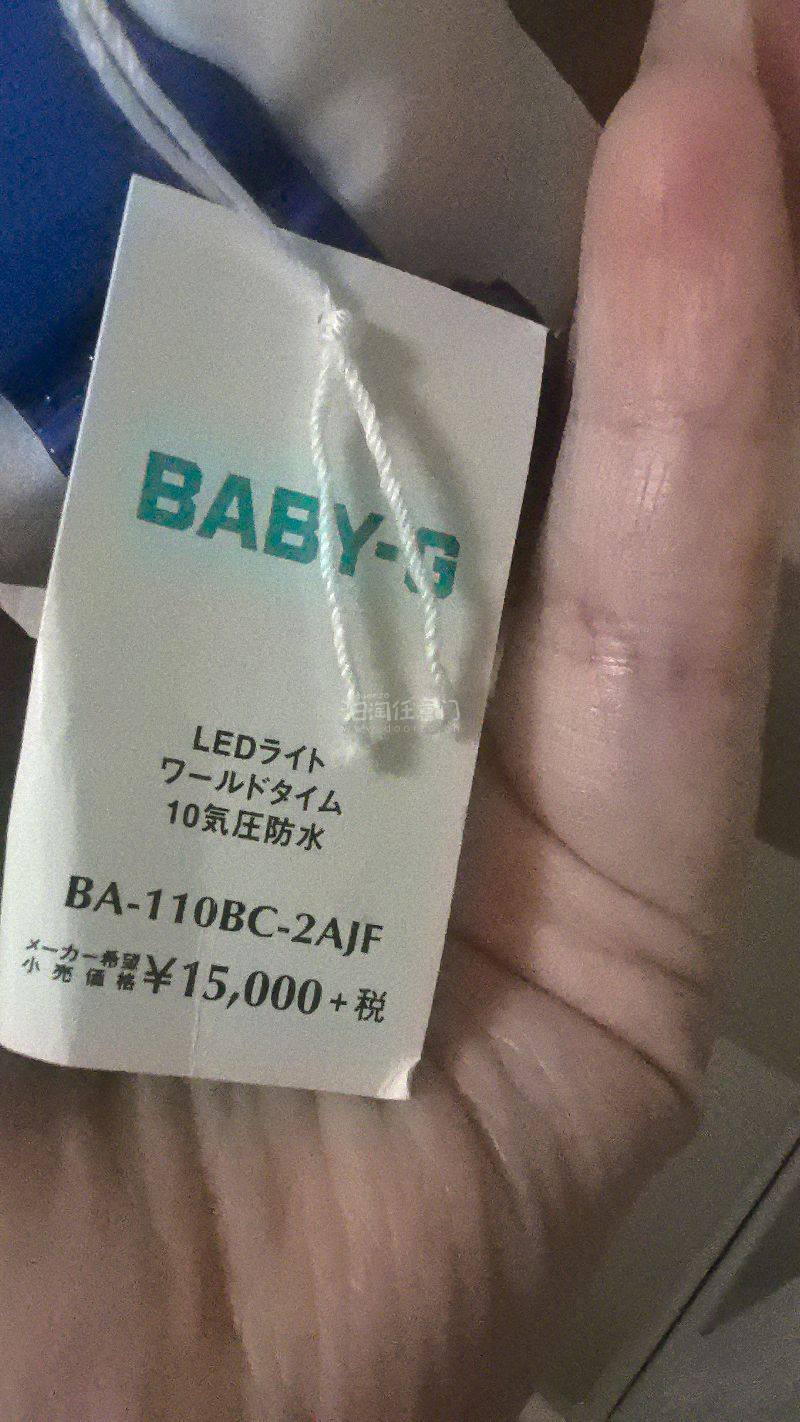 BABY-G
LEDライト
ワールドタイム
10気圧防水
BA-110BC-2AJF
メーカー希望
小売価格 ¥15,000+税